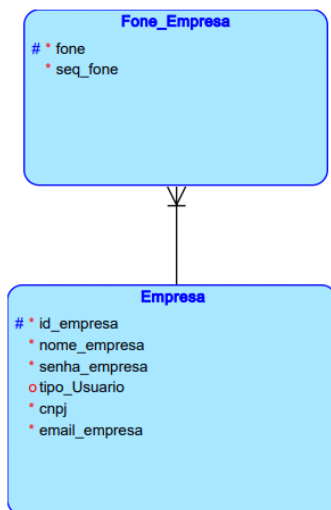 Fone_Empresa
# * fone
* seq_fone
Empresa
# * id_empresa
* nome_empresa
* senha_empresa
o tipo_Usuario
* cnpj
* email_empresa